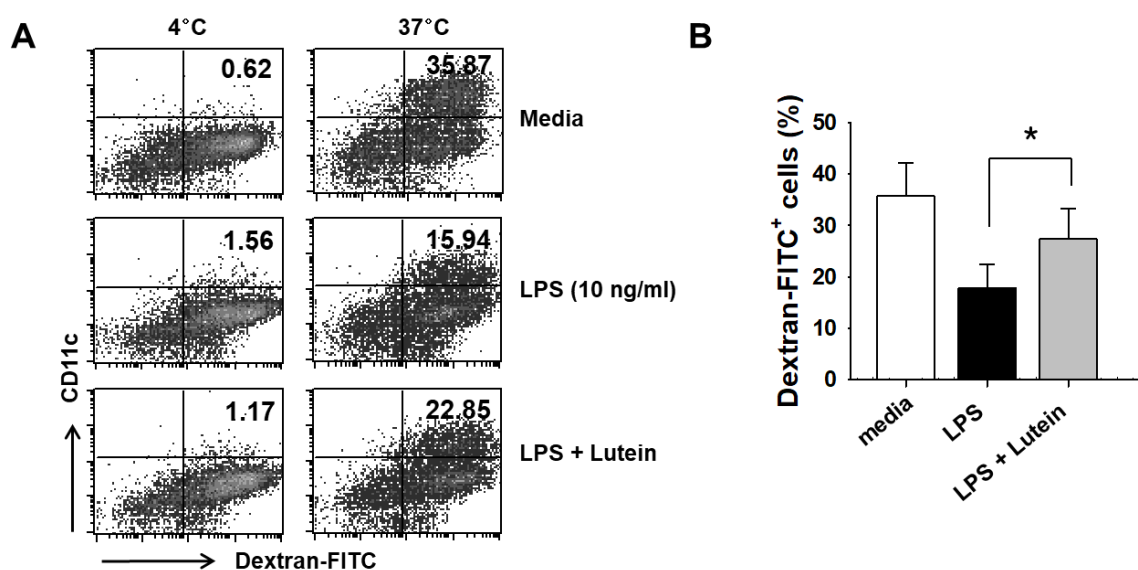 A
4°C
37°C
0.62
35.87
Media
1.56
15.94
LPS (10 ng/ml)
1.17
22.85
LPS + Lutein
CD11c
Dextran-FITC
B
Dextran-FITC+ cells (%)
50
40
30
20
10
0
*
media
LPS
LPS + Lutein